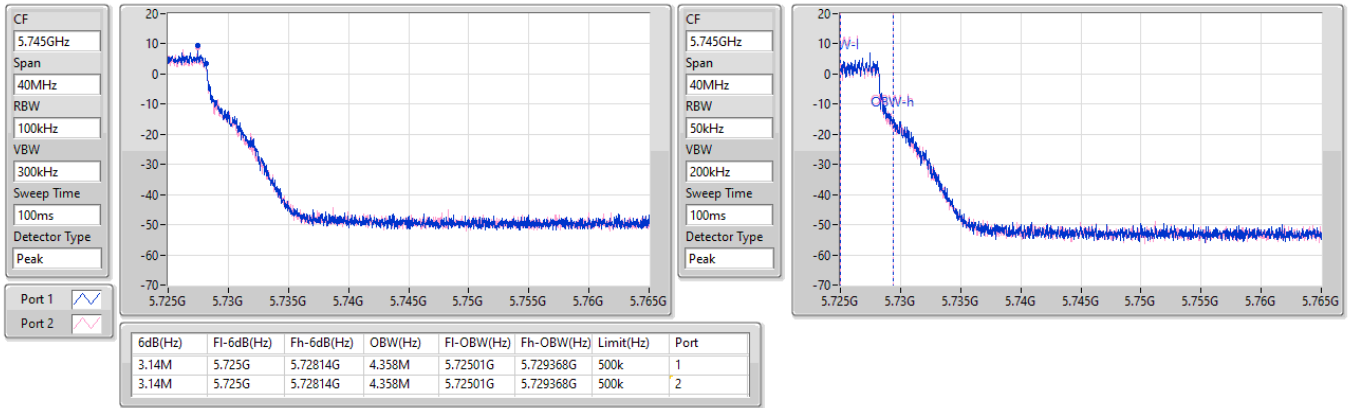 CF
5.745GHz
Span
40MHz
RBW
100kHz
VBW
300kHz
Sweep Time
100ms
Detector Type
Peak
Port 1
Port 2
20-
10-
0-
-10-
-20-
-30-
-40-
-50-
-60-
-70-
5.725G 5.73G 5.735G 5.74G 5.745G 5.75G 5.755G 5.76G 5.765G
CF
5.745GHz
Span
40MHz
RBW
50kHz
VBW
200kHz
Sweep Time
100ms
Detector Type
Peak
20-
10-
0-
-10-
-20-
-30-
-40-
-50-
-60-
-70-
W-l
OBW-h
5.725G 5.73G 5.735G 5.74G 5.745G 5.75G 5.755G 5.76G 5.765G
6dB(Hz) Fl-6dB(Hz) Fh-6dB(Hz) OBW(Hz) Fl-OBW(Hz) Fh-OBW(Hz) Limit(Hz) Port
3.14M 5.725G 5.72814G 4.358M 5.72501G 5.729368G 500k 1
3.14M 5.725G 5.72814G 4.358M 5.72501G 5.729368G 500k 2